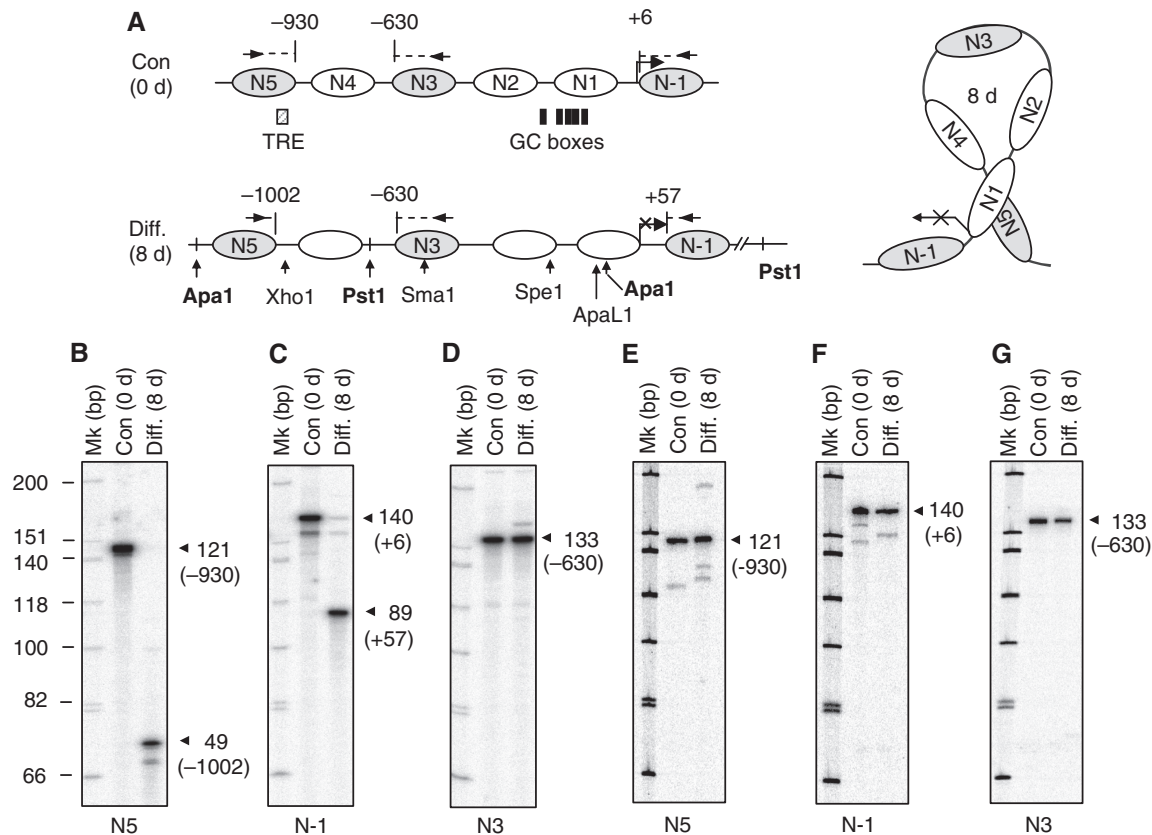 A
−930
−630
+6
Con
(0 d)
N5
N4
N3
N2
N1
N-1
TRE
GC boxes
−1002
−630
+57
Diff.
(8 d)
N5
N3
N-1
Apa1
Xho1
Pst1
Sma1
Spe1
ApaL1
Apa1
Pst1
N3
8 d
N4
N2
N1
N5
N-1
B
C
D
E
F
G
Mk (bp)
Con (0 d)
Diff. (8 d)
Mk (bp)
Con (0 d)
Diff. (8 d)
Mk (bp)
Con (0 d)
Diff. (8 d)
Mk (bp)
Con (0 d)
Diff. (8 d)
Mk (bp)
Con (0 d)
Diff. (8 d)
Mk (bp)
Con (0 d)
Diff. (8 d)
200
151
140
118
100
82
66
121
(−930)
49
(−1002)
140
(+6)
89
(+57)
133
(−630)
121
(-930)
140
(+6)
133
(−630)
N5
N-1
N3
N5
N-1
N3